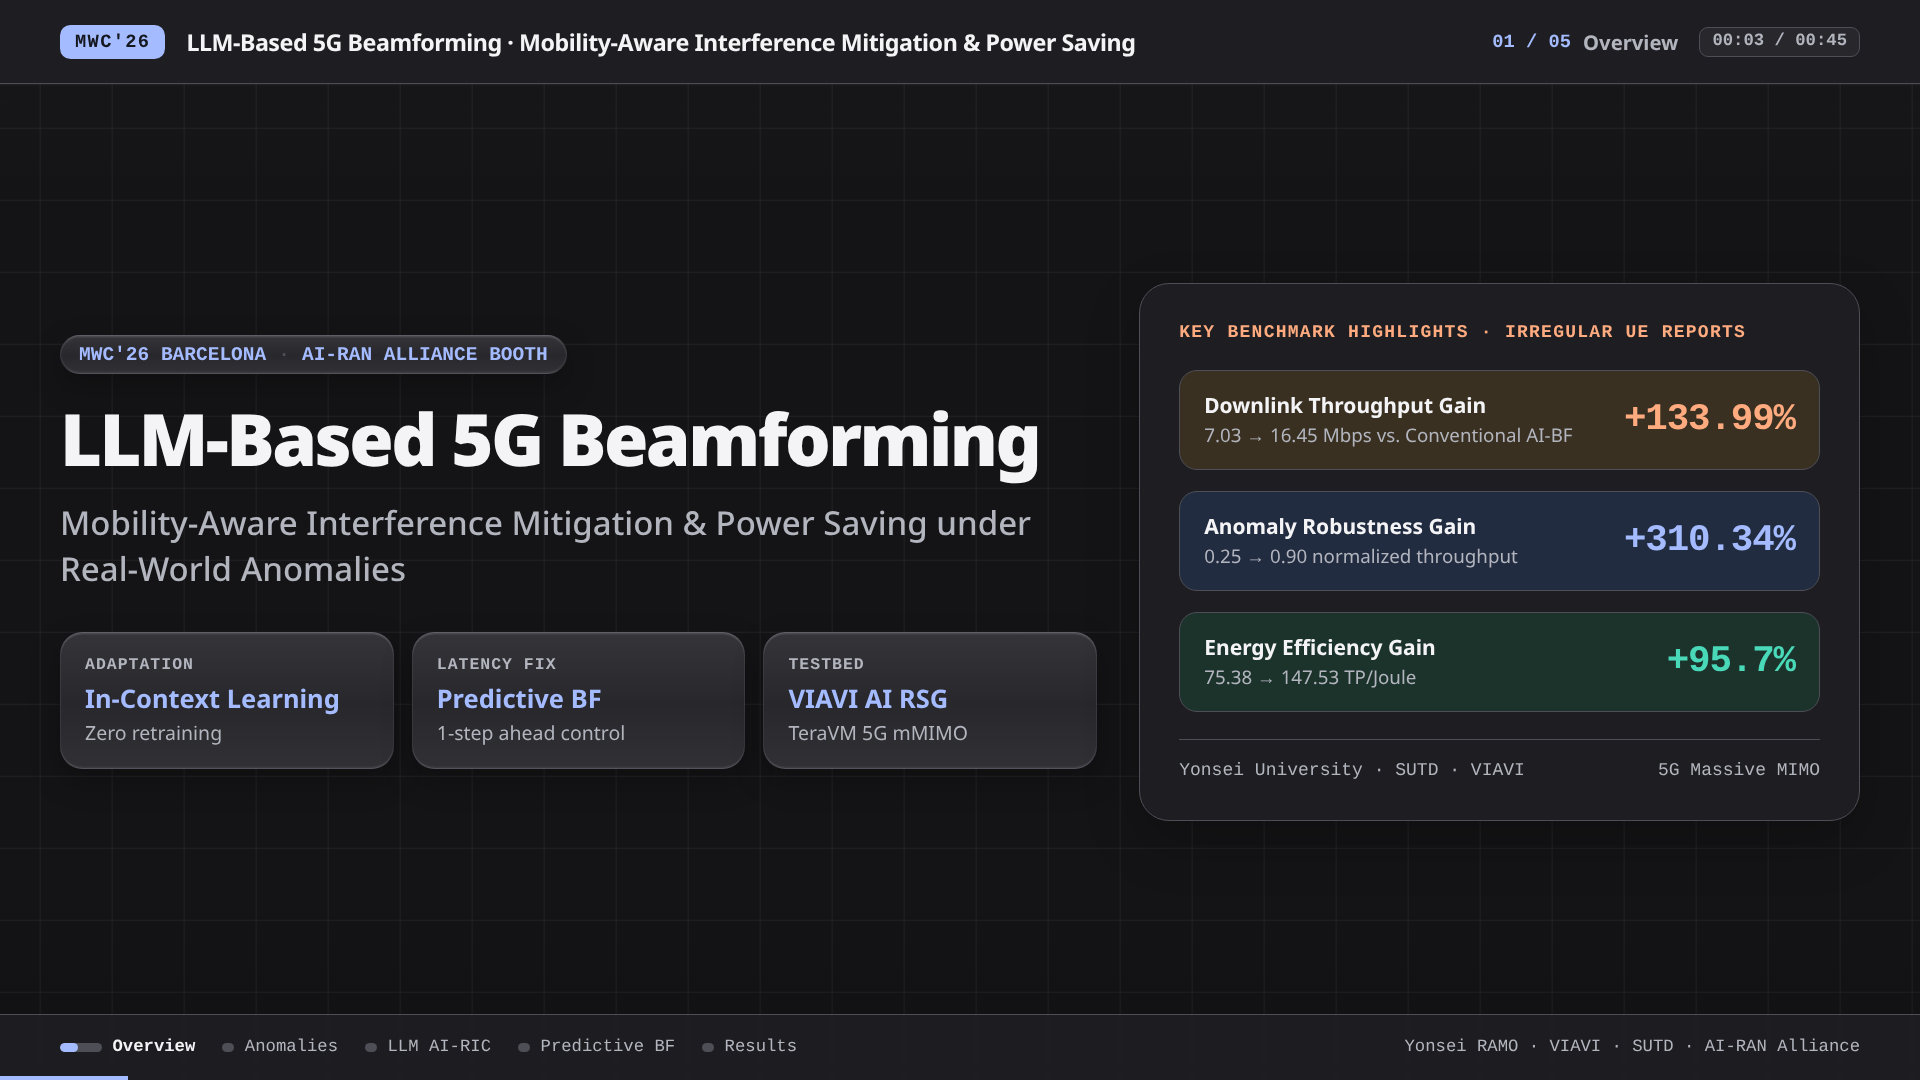 MWC'26
LLM-Based 5G Beamforming · Mobility-Aware Interference Mitigation & Power Saving
01 / 05 Overview
00:03 / 00:45
MWC'26 BARCELONA · AI-RAN ALLIANCE BOOTH
LLM-Based 5G Beamforming
Mobility-Aware Interference Mitigation & Power Saving under
Real-World Anomalies
ADAPTATION
In-Context Learning
Zero retraining
LATENCY FIX
Predictive BF
1-step ahead control
TESTBED
VIAVI AI RSG
TeraVM 5G mMIMO
KEY BENCHMARK HIGHLIGHTS · IRREGULAR UE REPORTS
Downlink Throughput Gain
7.03 → 16.45 Mbps vs. Conventional AI-BF
+133.99%
Anomaly Robustness Gain
0.25 → 0.90 normalized throughput
+310.34%
Energy Efficiency Gain
75.38 → 147.53 TP/Joule
+95.7%
Yonsei University · SUTD · VIAVI
5G Massive MIMO
Overview
Anomalies
LLM AI-RIC
Predictive BF
Results
Yonsei RAMO · VIAVI · SUTD · AI-RAN Alliance